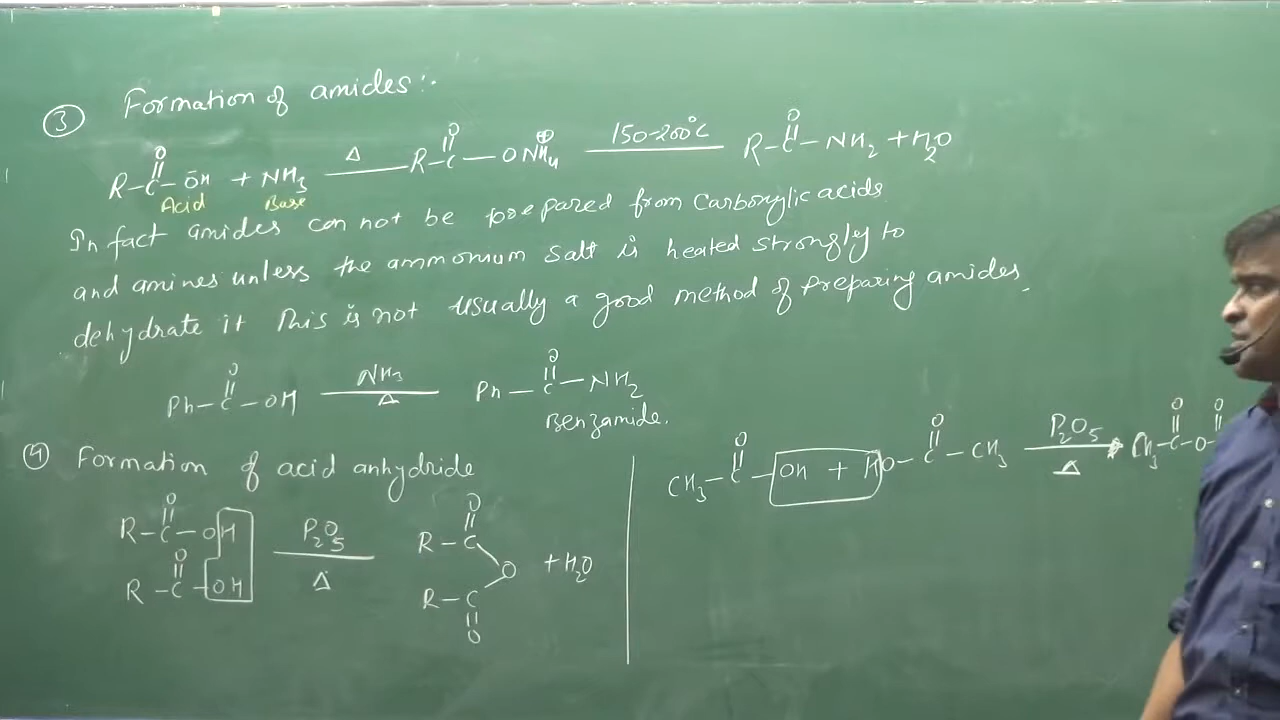 ③ Formation of amides:-
R-C(=O)-ŌH + NH3 —Δ— R-C(=O)-ONH4⊕ —150-200°C— R-C(=O)-NH2 + H2O
Acid Base
In fact amides can not be prepared from Carboxylic acids
and amines unless the ammonium salt is heated strongly to
dehydrate it This is not usually a good method of preparing amides.
Ph-C(=O)-OH —NH3/Δ— Ph-C(=O)-NH2
Benzamide.
④ Formation of acid anhydride
R-C(=O)-OH
R-C(=O)-OH
P2O5
Δ
R-C(=O)
O
R-C(=O)
+ H2O
CH3-C(=O)-OH + HO-C(=O)-CH3 —P2O5/Δ→ CH3-C(=O)-O-
O